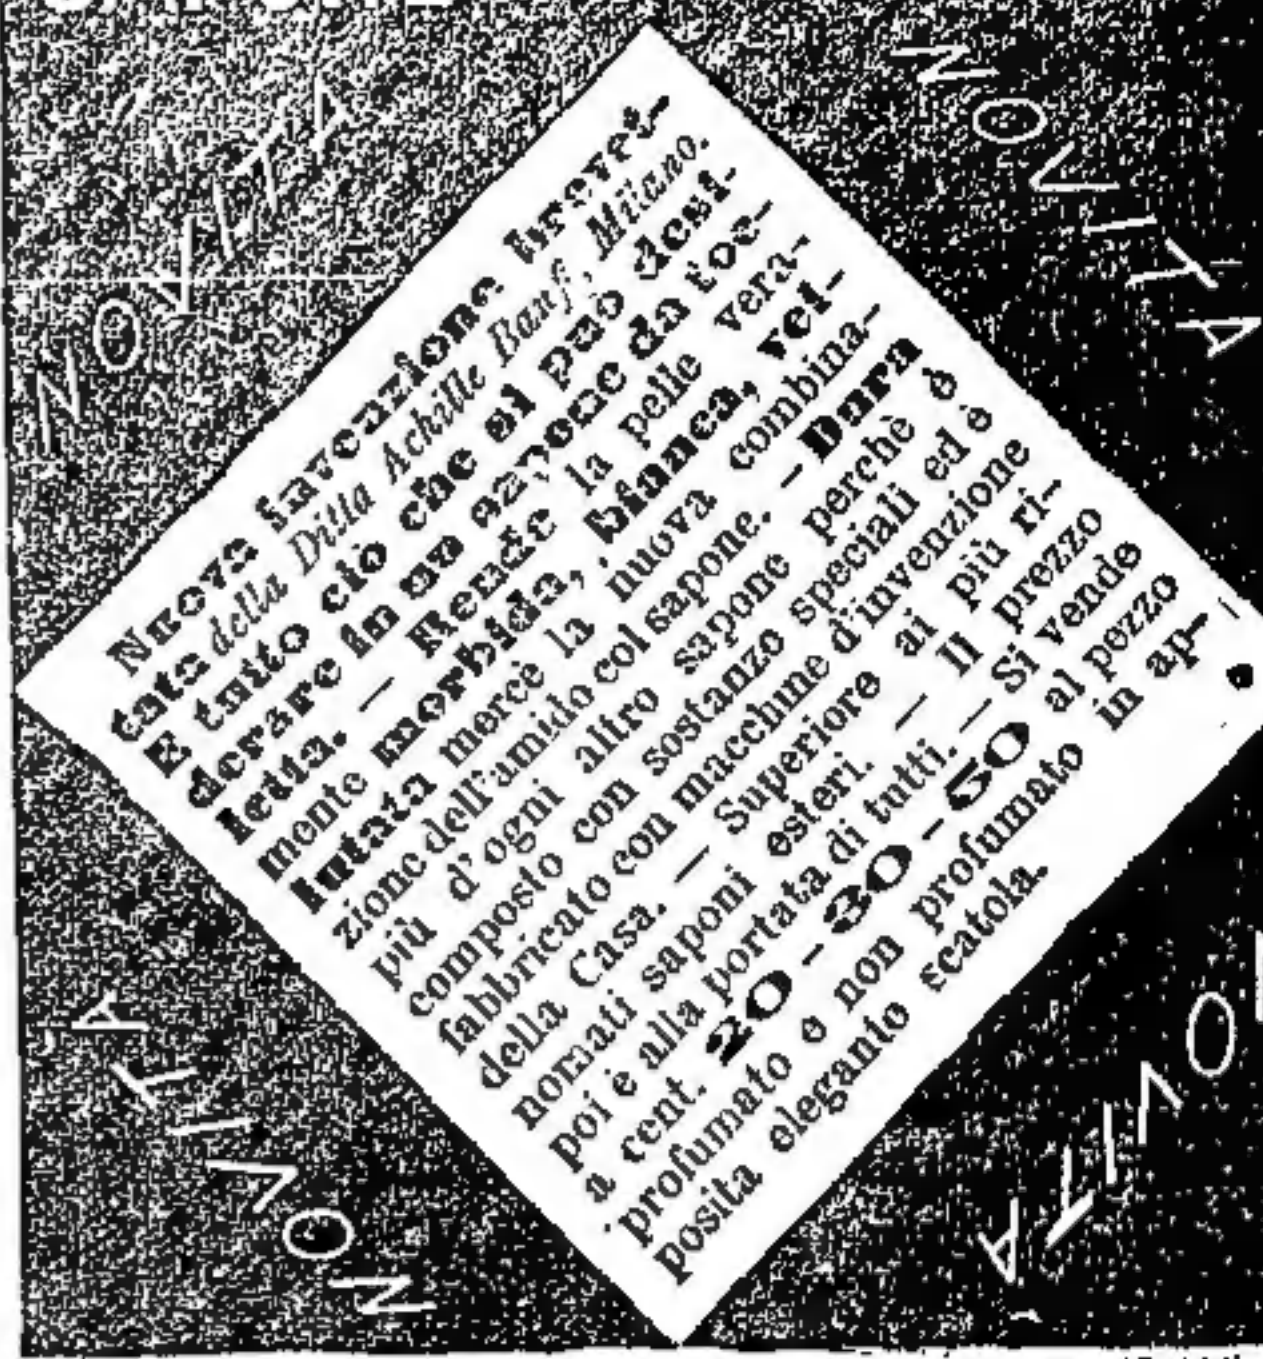 NOVITA
NOVITA
Nuova invenzione brevet-
tata della Ditta Achille Banfi, Milano.
E tutto ciò che si può desi-
derare in un sapone da toe-
letta. — Rende la pelle vera-
mente morbida, bianca, vel-
lutata mercè la nuova combina-
zione dell'amido col sapone. — Dura
più d'ogni altro sapone perchè è
composto con sostanze speciali ed è
fabbricato con macchine d'invenzione
della Casa. — Superiore ai più ri-
nomati saponi esteri. — Il prezzo
poi è alla portata di tutti. — Si vende
a cent. 20 - 30 - 50 al pezzo
profumato e non profumato in ap-
posita elegante scatola.
NOVITA
NOVITA